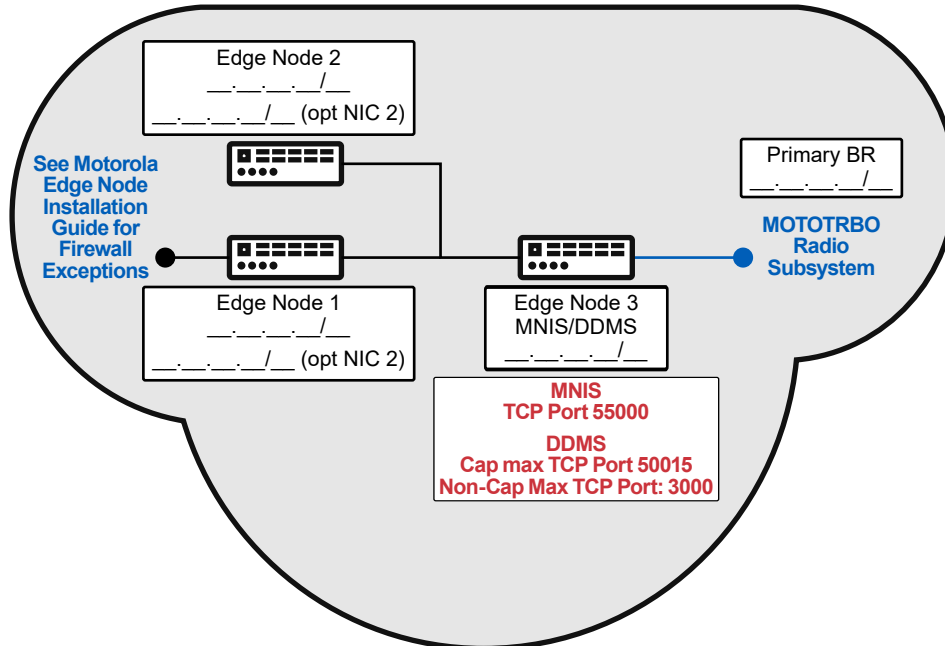 Edge Node 2
__.__.__.__/__
__.__.__.__/__ (opt NIC 2)
See Motorola
Edge Node
Installation
Guide for
Firewall
Exceptions
Primary BR
__.__.__.__/__
MOTOTRBO
Radio
Subsystem
Edge Node 1
__.__.__.__/__
__.__.__.__/__ (opt NIC 2)
Edge Node 3
MNIS/DDMS
__.__.__.__/__
MNIS
TCP Port 55000
DDMS
Cap max TCP Port 50015
Non-Cap Max TCP Port: 3000